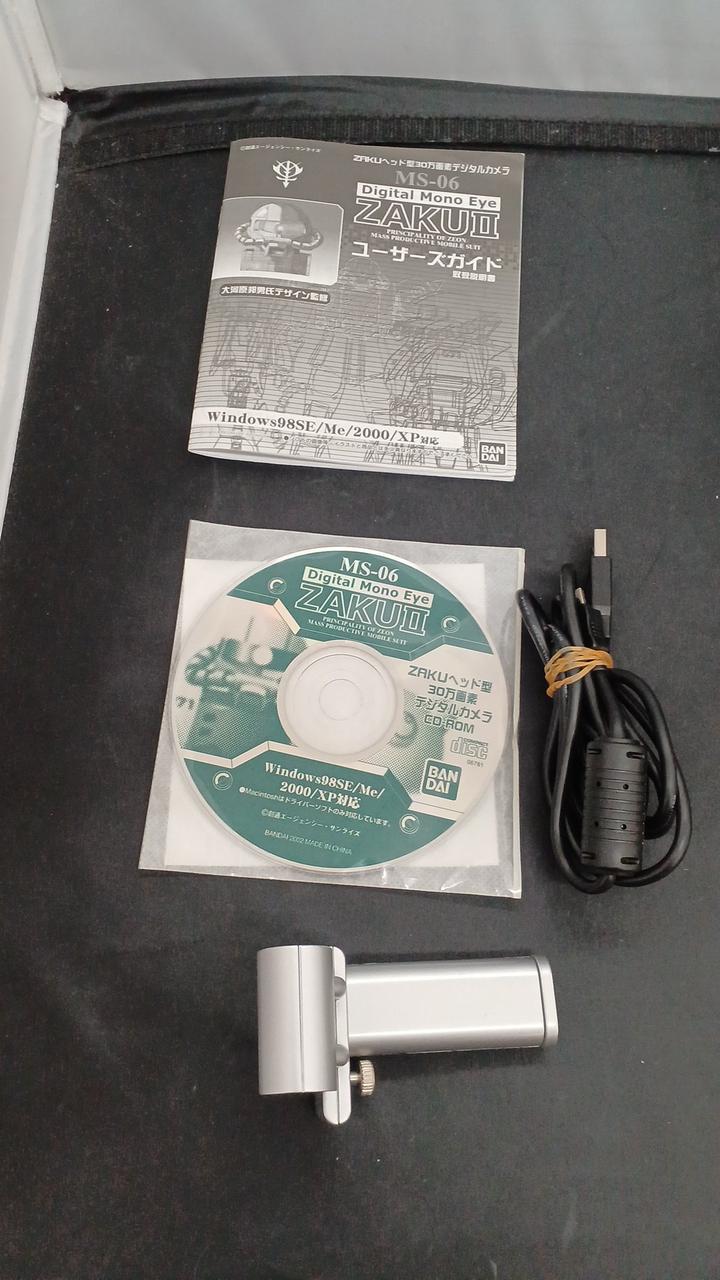 ©創通エージェンシー・サンライズ
ZAKUヘッド型30万画素デジタルカメラ
MS-06
Digital Mono Eye
ZAKUⅡ
PRINCIPALITY OF ZEON
MASS PRODUCTIVE MOBILE SUIT
ユーザーズガイド
取扱説明書
大河原邦男氏デザイン監修
Windows98SE/Me/2000/XP対応
BAN
DAI
MS-06
Digital Mono Eye
ZAKUⅡ
PRINCIPALITY OF ZEON
MASS PRODUCTIVE MOBILE SUIT
ZAKUヘッド型
30万画素
デジタルカメラ
CD-ROM
COMPACT
disc
06781
71
BAN
DAI
Windows98SE/Me/
2000/XP対応
●Macintoshはドライバーソフトのみ対応しています。
©創通エージェンシー・サンライズ
BANDAI 2002 MADE IN CHINA